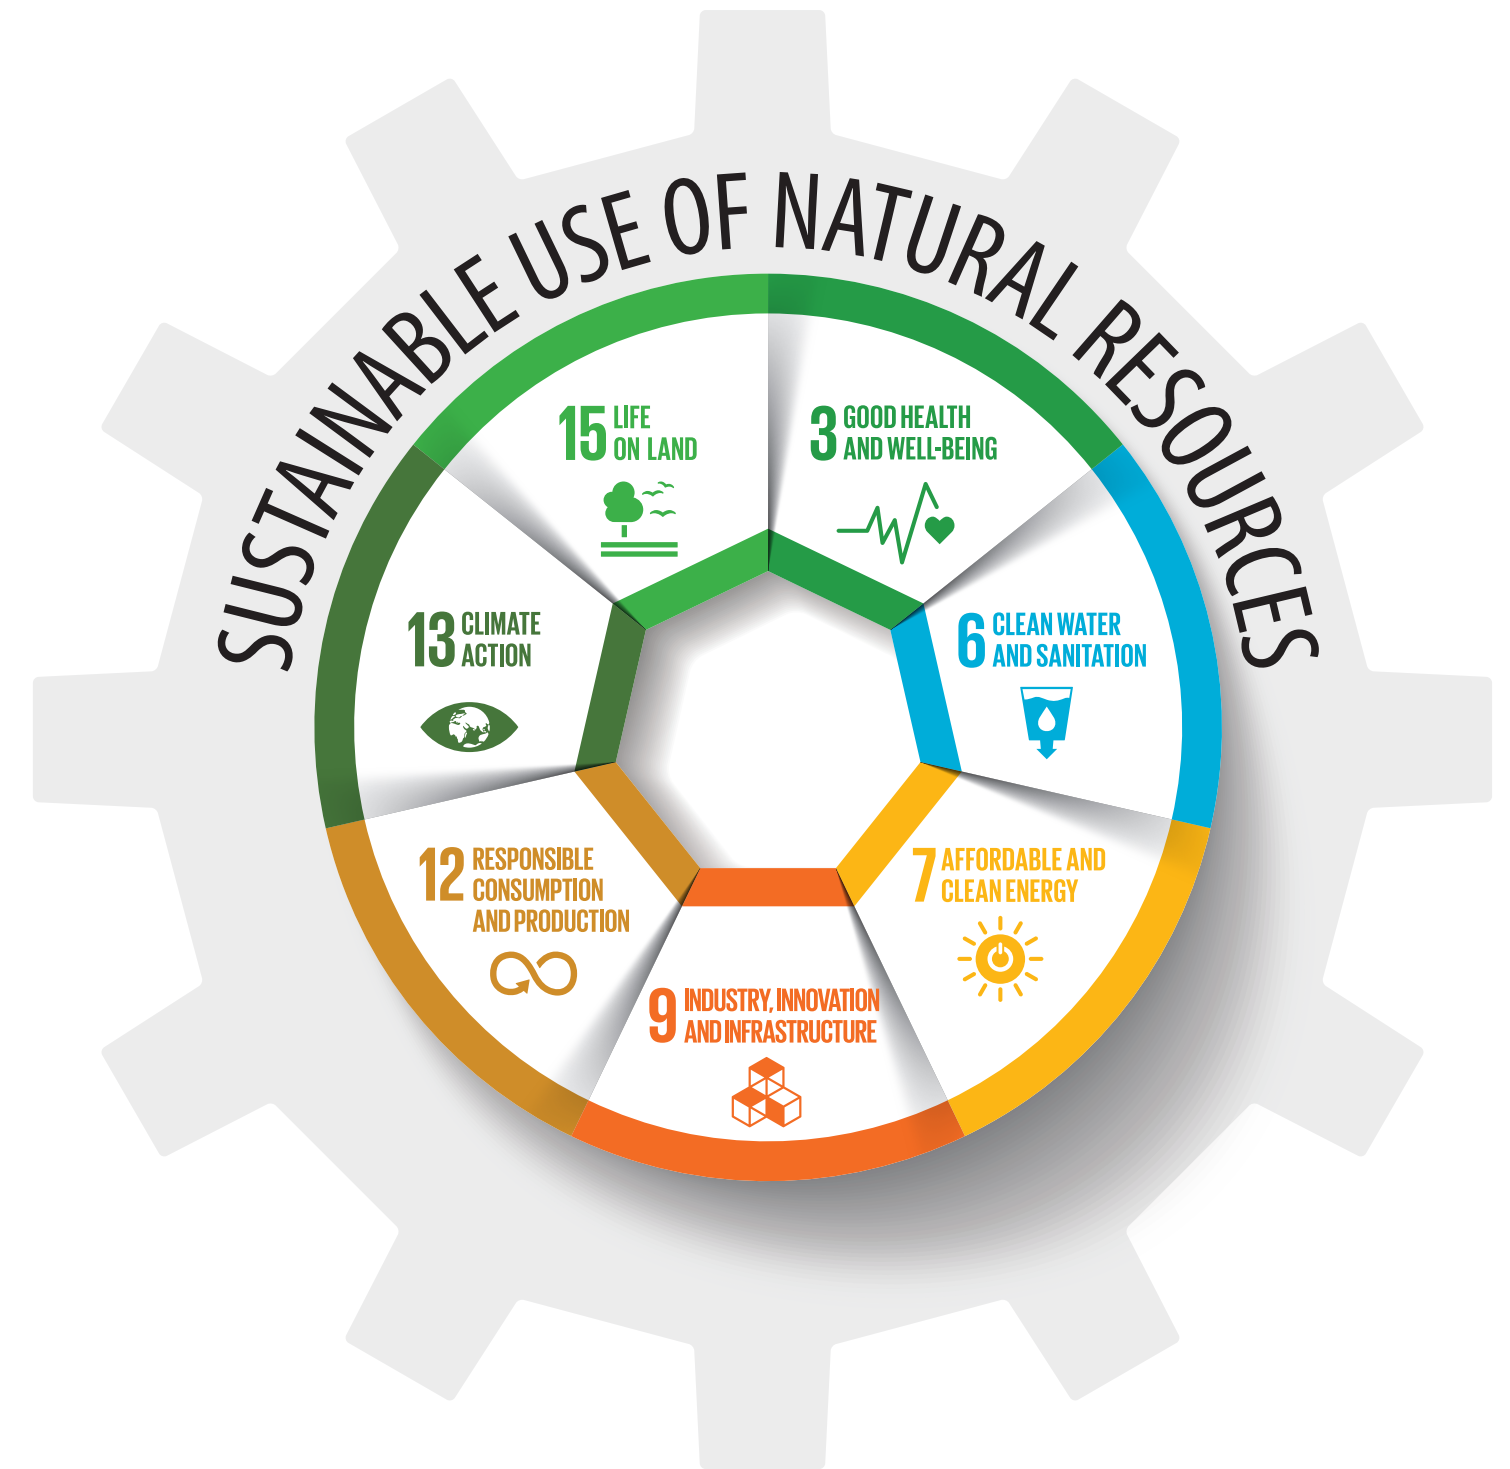 SUSTAINABLE USE OF NATURAL RESOURCES
15 LIFE
ON LAND
3 GOOD HEALTH
AND WELL-BEING
13 CLIMATE
ACTION
6 CLEAN WATER
AND SANITATION
12 RESPONSIBLE
CONSUMPTION
AND PRODUCTION
7 AFFORDABLE AND
CLEAN ENERGY
9 INDUSTRY, INNOVATION
AND INFRASTRUCTURE